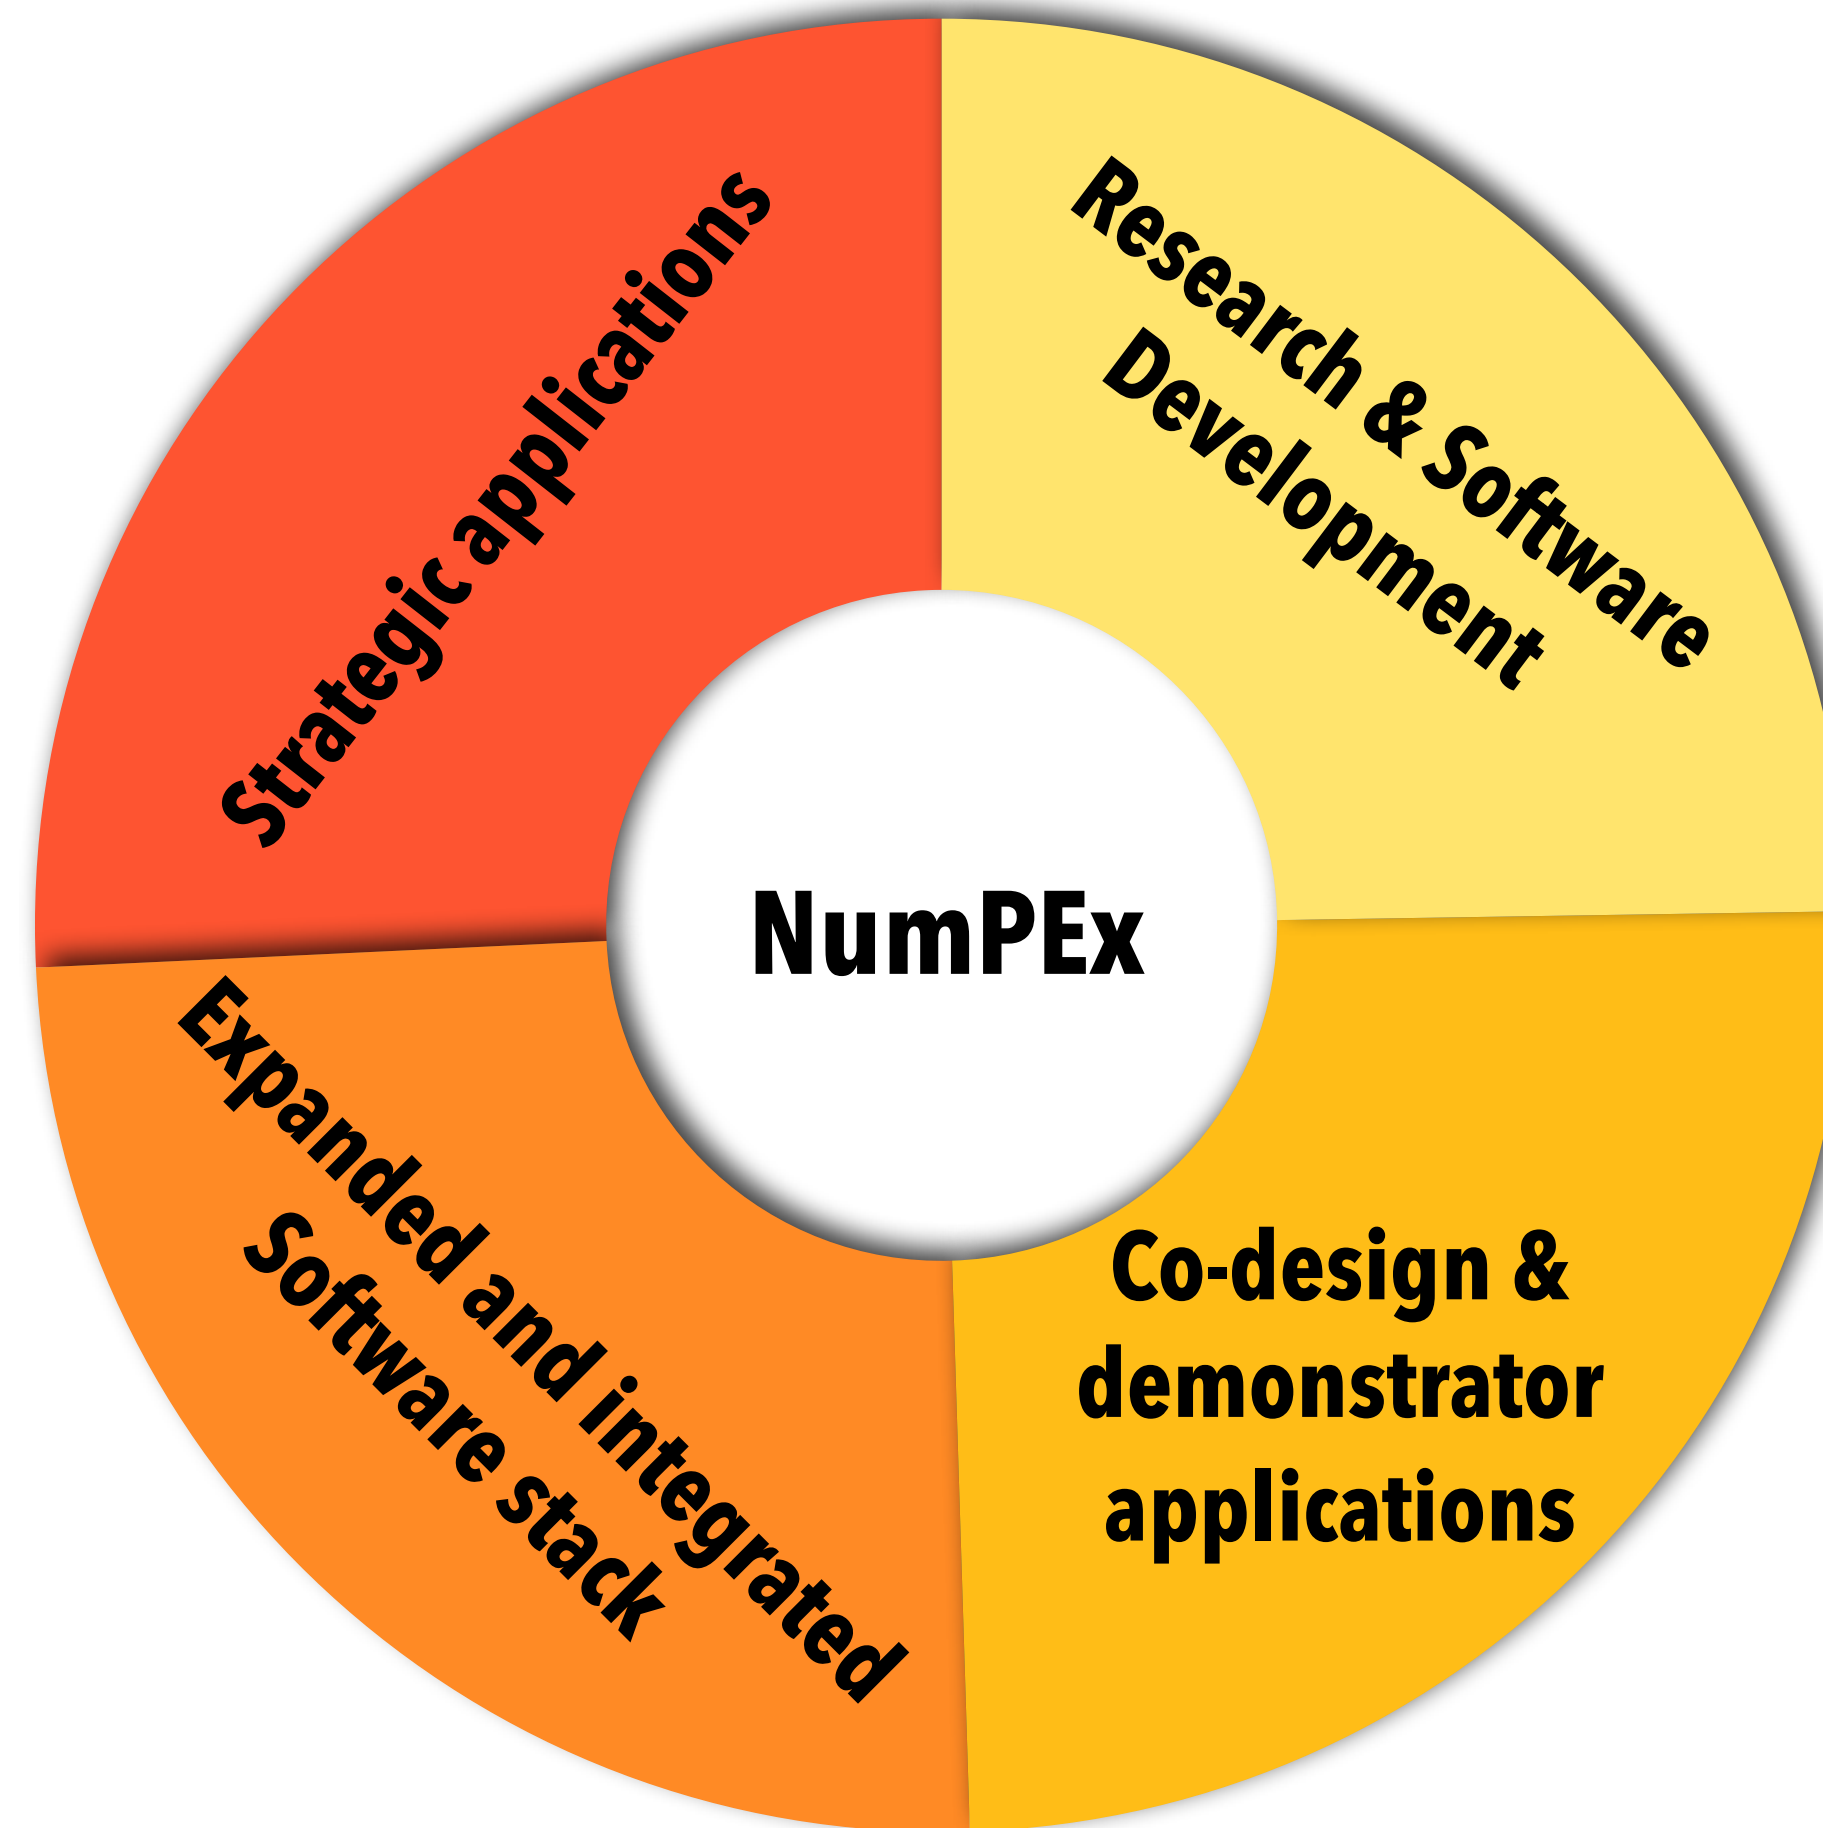 Strategic applications
Research & Software
Development
NumPEx
Expanded and integrated
Software stack
Co-design &
demonstrator
applications